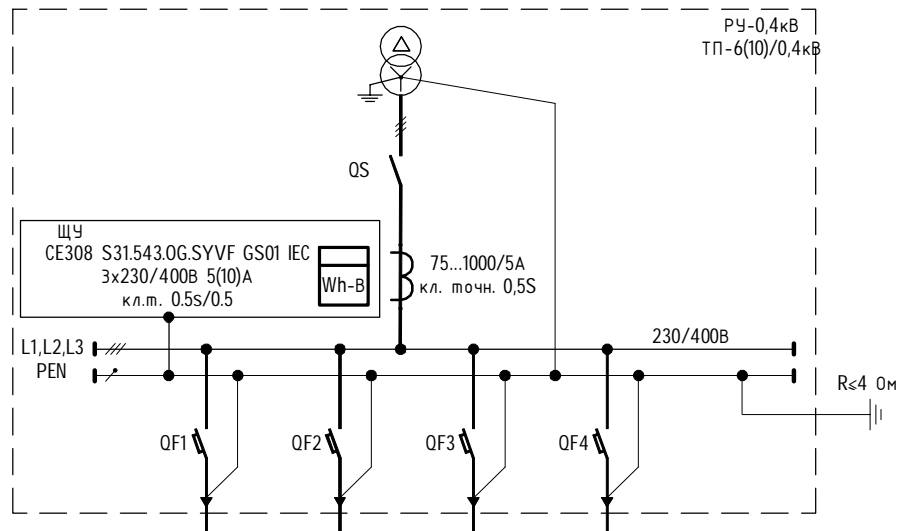 РУ-0,4кВ
ТП-6(10)/0,4кВ
QS
ЩУ
CE308 S31.543.0G.SYVF GS01 IEC
3x230/400В 5(10)А
кл.т. 0.5s/0.5
Wh-B
75...1000/5А
кл. точн. 0,5S
L1,L2,L3
230/400В
PEN
R≤4 Ом
QF1
QF2
QF3
QF4